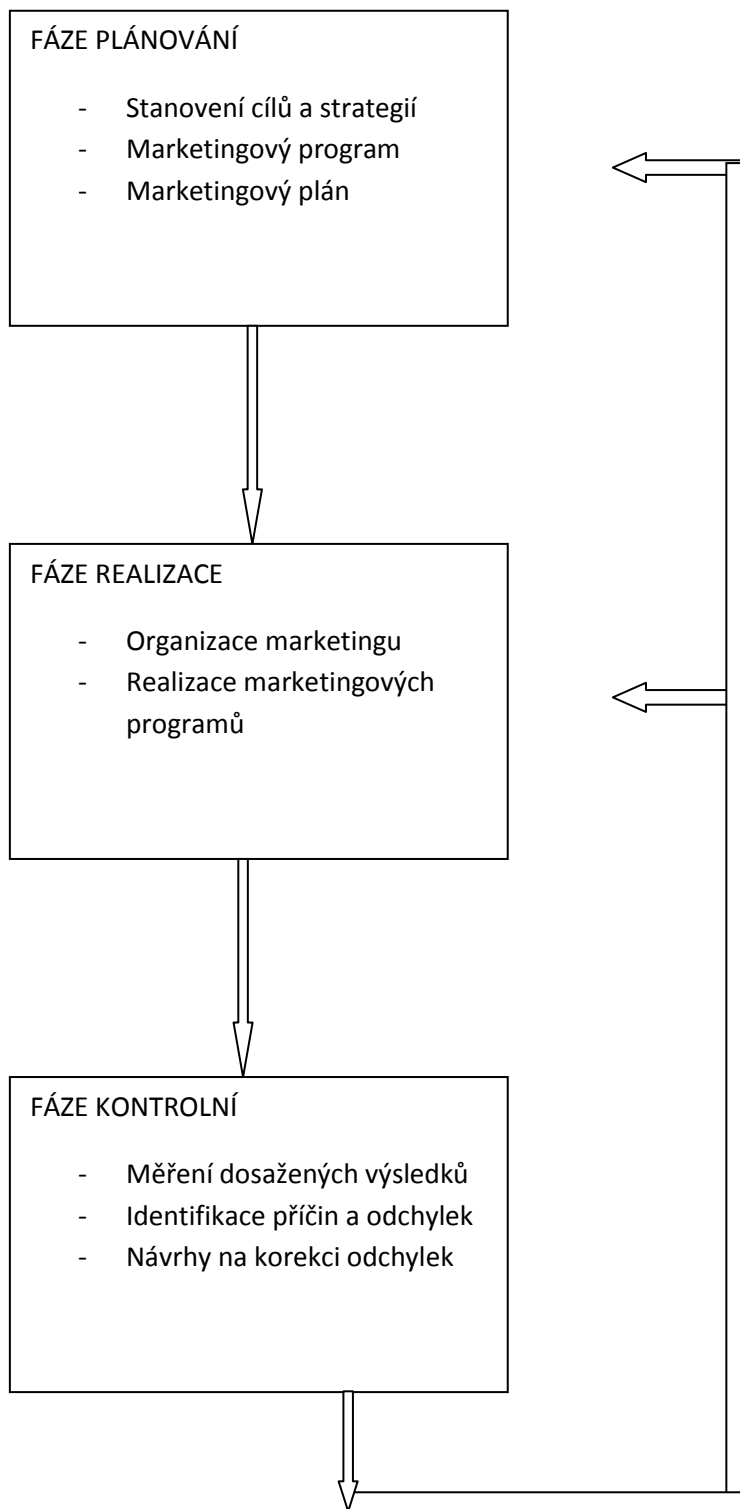 FÁZE PLÁNOVÁNÍ
- Stanovení cílů a strategií
- Marketingový program
- Marketingový plán
FÁZE REALIZACE
- Organizace marketingu
- Realizace marketingových
programů
FÁZE KONTROLNÍ
- Měření dosažených výsledků
- Identifikace příčin a odchylek
- Návrhy na korekci odchylek